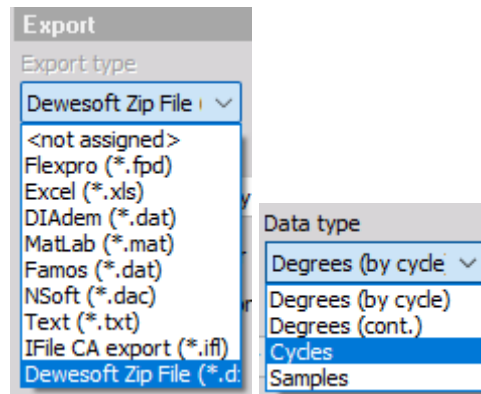 Export
Export type
Dewesoft Zip File (
<not assigned>
Flexpro (*.fpd)
Excel (*.xls)
DIAdem (*.dat)
MatLab (*.mat)
Famos (*.dat)
NSoft (*.dac)
Text (*.txt)
IFile CA export (*.ifl)
Dewesoft Zip File (*.d
Data type
Degrees (by cycle
Degrees (by cycle)
Degrees (cont.)
Cycles
Samples